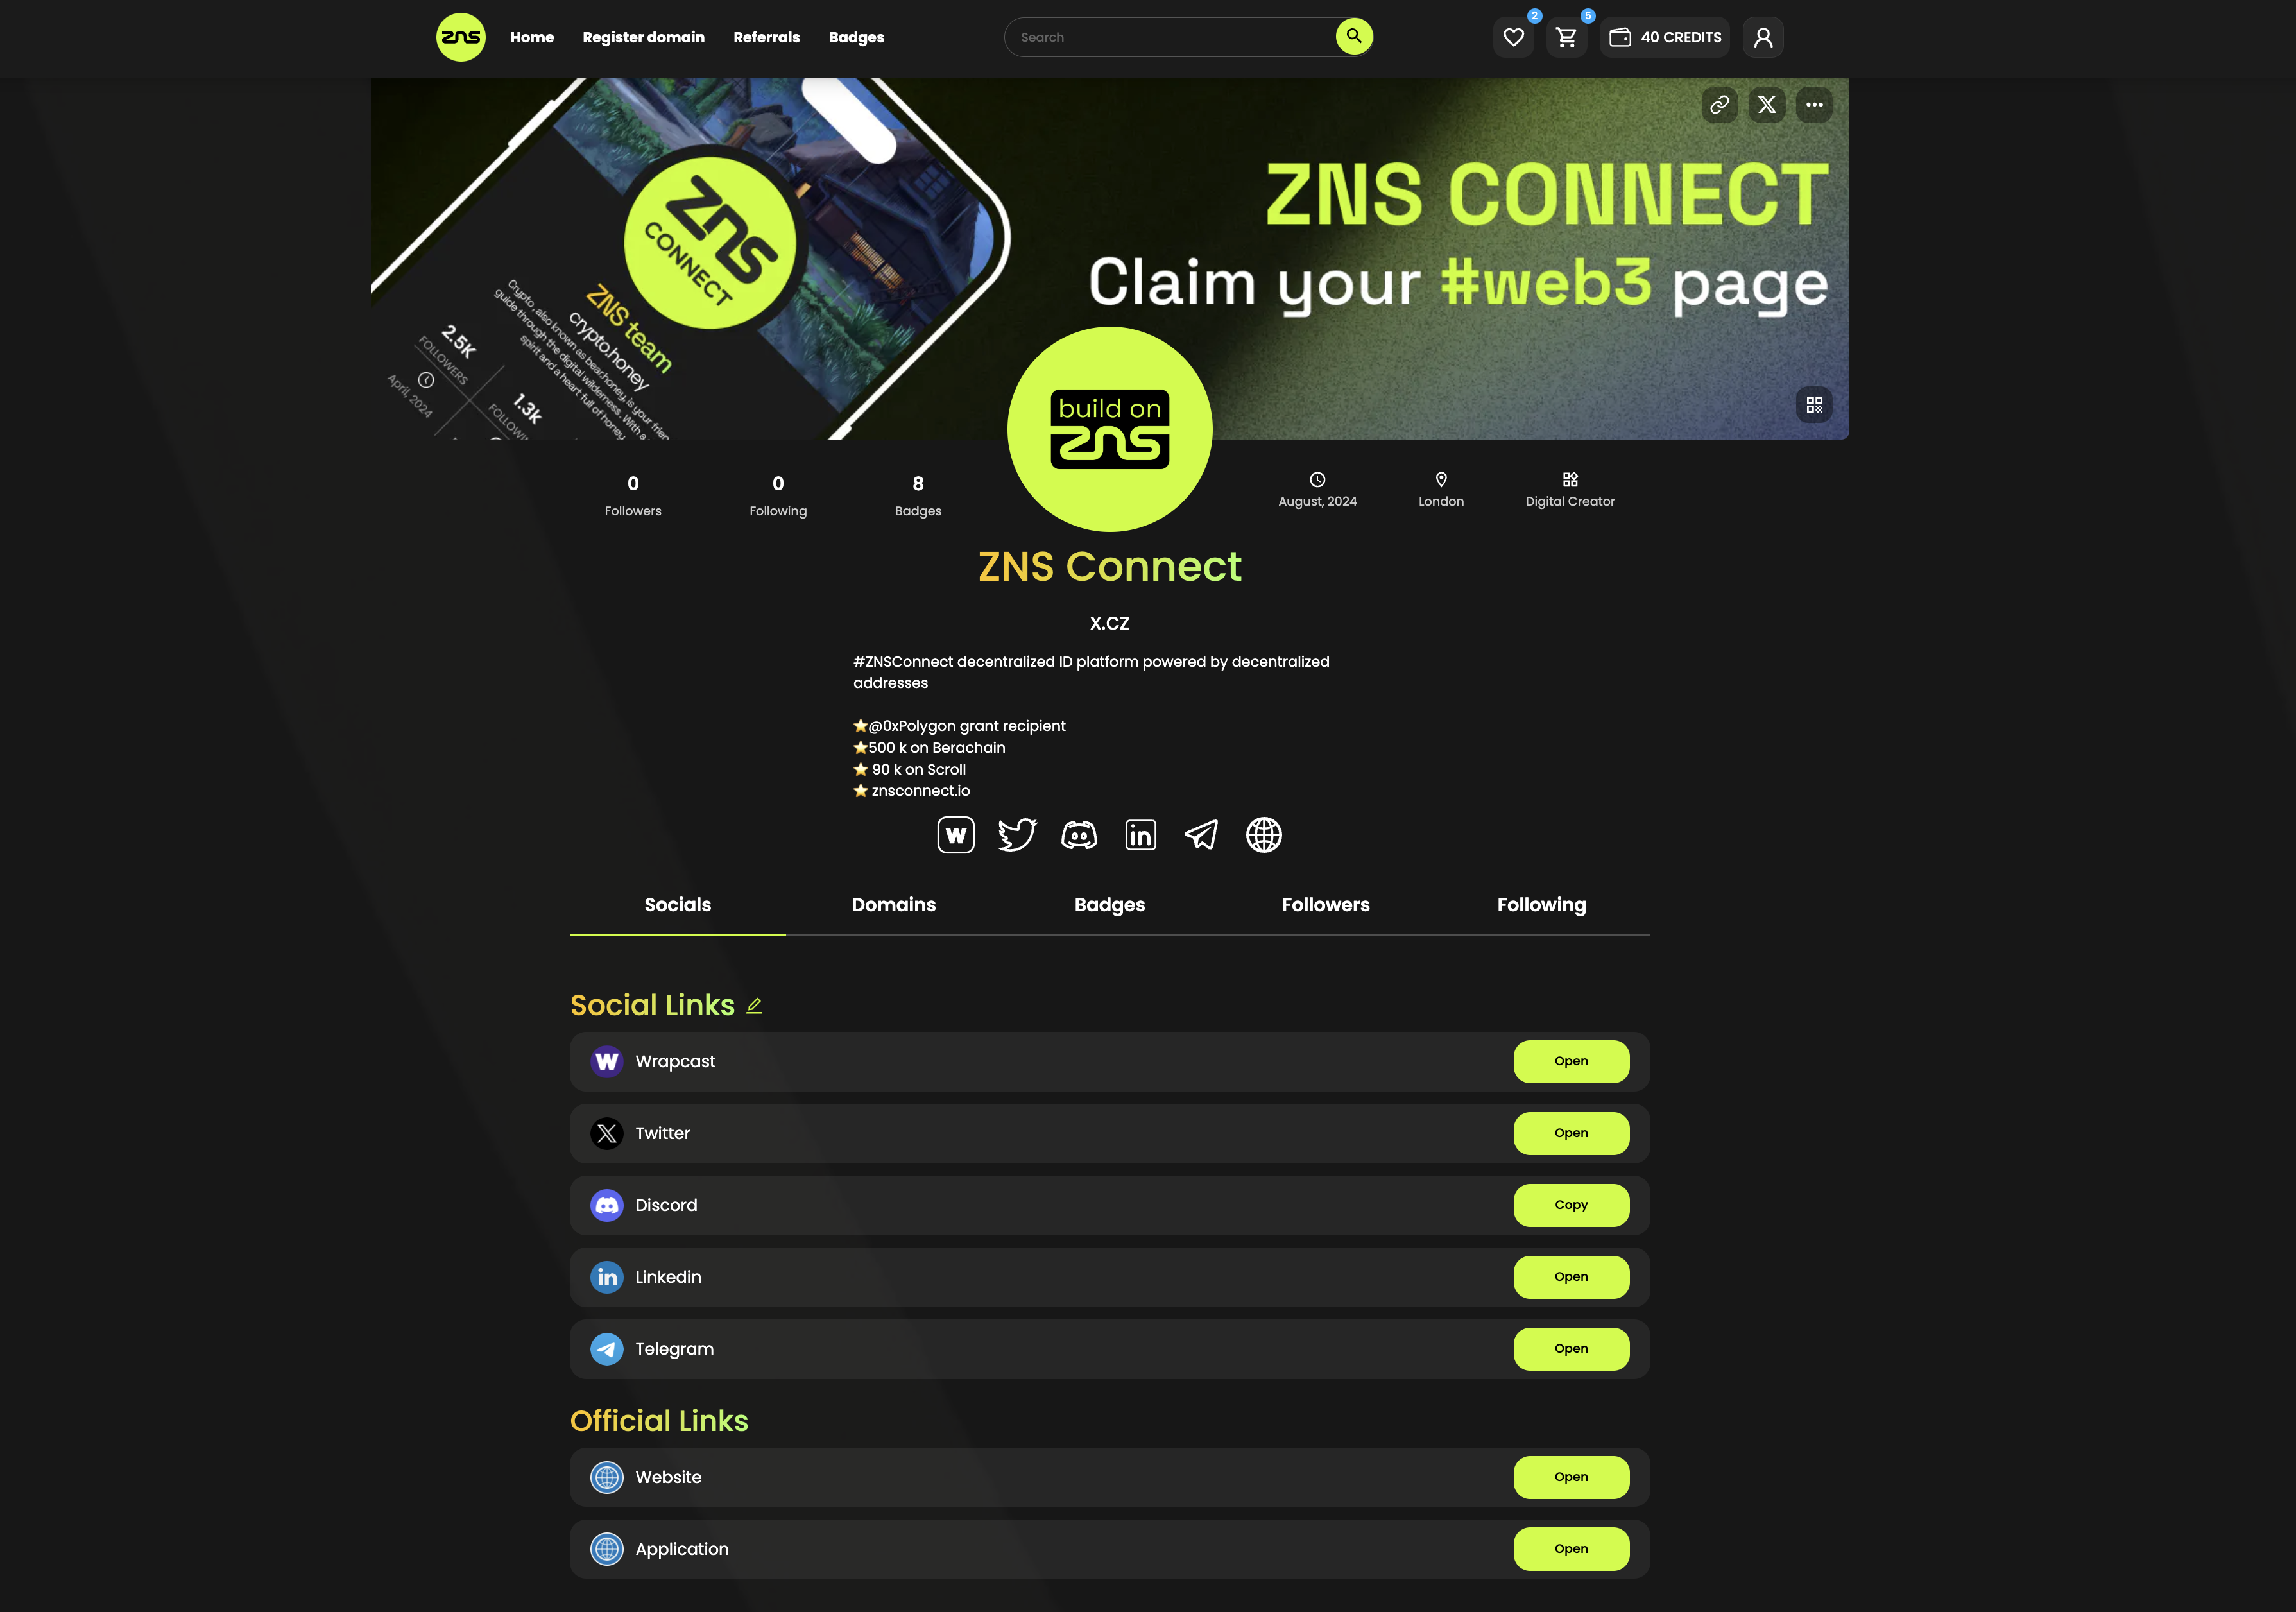 zns
Home
Register domain
Referrals
Badges
Search
2
5
40 CREDITS
zns
CONNECT
ZNS team
crypto.honey
Crypto, also known as bear.honey, is your frien
guide through the digital wilderness. With a
spirit and a heart full of honey,
2.5K
FOLLOWERS
1.3k
April, 2024
ZNS CONNECT
Claim your #web3 page
build on
zns
0
Followers
0
Following
8
Badges
August, 2024
London
Digital Creator
ZNS Connect
X.CZ
#ZNSConnect decentralized ID platform powered by decentralized
addresses
⭐@0xPolygon grant recipient
⭐500 k on Berachain
⭐ 90 k on Scroll
⭐ znsconnect.io
Socials
Domains
Badges
Followers
Following
Social Links
Wrapcast
Open
Twitter
Open
Discord
Copy
Linkedin
Open
Telegram
Open
Official Links
Website
Open
Application
Open